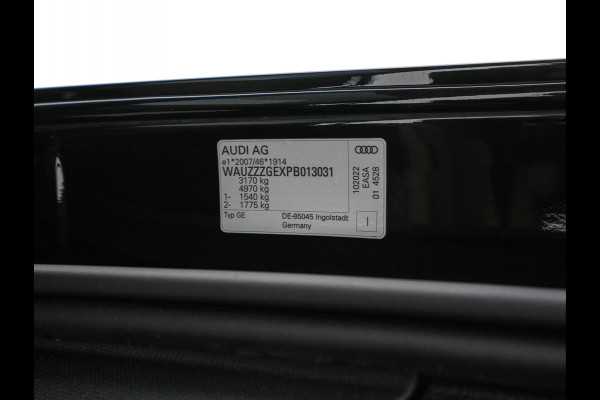 AUDI AG
e1*2007/46*1914
WAUZZZGEXPB013031
3170 kg
4970 kg
1- 1540 kg
2- 1775 kg
Typ GE
DE-85045 Ingolstadt
Germany
I
102022
EASA
01 4528